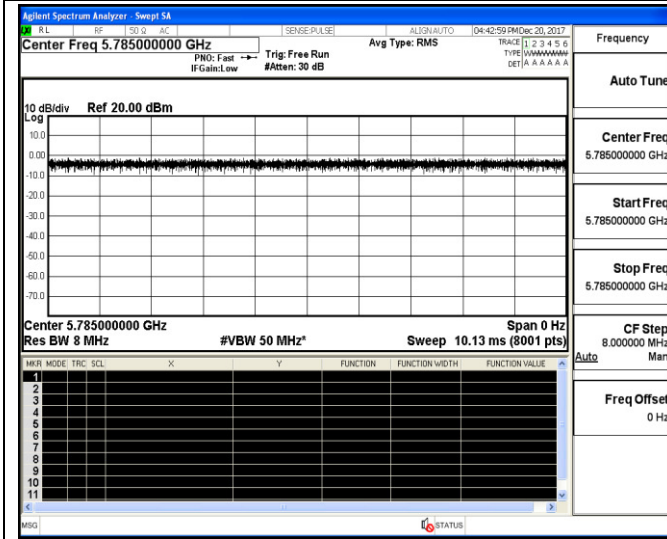 Agilent Spectrum Analyzer - Swept SA
RL RF 50 Ω AC SENSE:PULSE ALIGNAUTO 04:42:59 PM Dec 20, 2017
Center Freq 5.785000000 GHz
PNO: Fast
IFGain:Low
Trig: Free Run
#Atten: 30 dB
Avg Type: RMS
TRACE 1 2 3 4 5 6
TYPE
DET A A A A A A
10 dB/div Ref 20.00 dBm
Log
10.0
0.00
-10.0
-20.0
-30.0
-40.0
-50.0
-60.0
-70.0
Center 5.785000000 GHz Span 0 Hz
Res BW 8 MHz #VBW 50 MHz* Sweep 10.13 ms (8001 pts)
MKR MODE TRC SCL X Y FUNCTION FUNCTION WIDTH FUNCTION VALUE
1
2
3
4
5
6
7
8
9
10
11
MSG STATUS
Frequency
Auto Tune
Center Freq
5.785000000 GHz
Start Freq
5.785000000 GHz
Stop Freq
5.785000000 GHz
CF Step
8.000000 MHz
Auto Man
Freq Offset
0 Hz